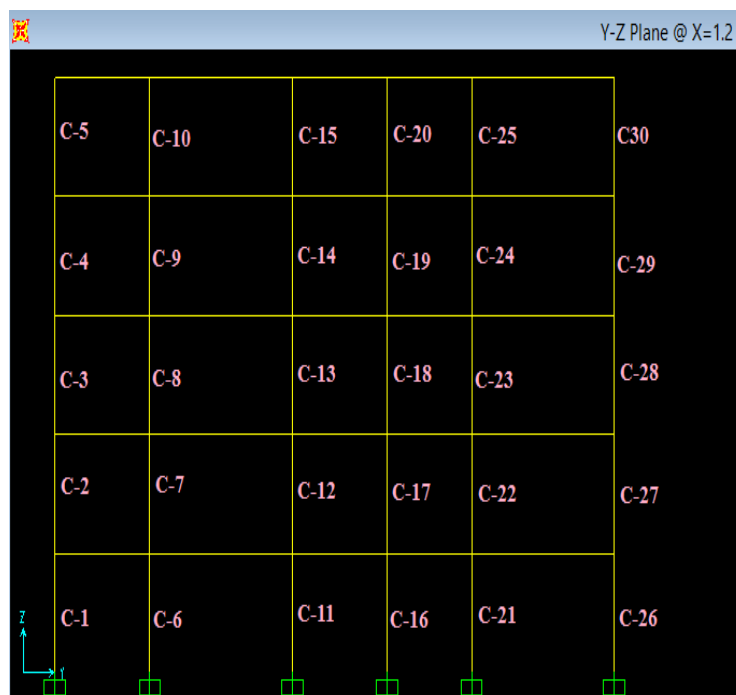 Y-Z Plane @ X=1.2
C-5 C-10 C-15 C-20 C-25 C30
C-4 C-9 C-14 C-19 C-24 C-29
C-3 C-8 C-13 C-18 C-23 C-28
C-2 C-7 C-12 C-17 C-22 C-27
C-1 C-6 C-11 C-16 C-21 C-26
Z
Y